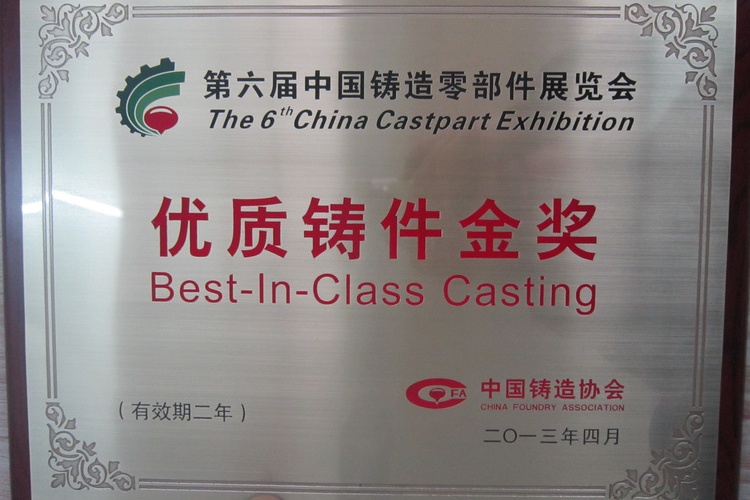 第六届中国铸造零部件展览会
The 6th China Castpart Exhibition
优质铸件金奖
Best-In-Class Casting
FA 中国铸造协会
CHINA FOUNDRY ASSOCIATION
(有效期二年)
二〇一三年四月